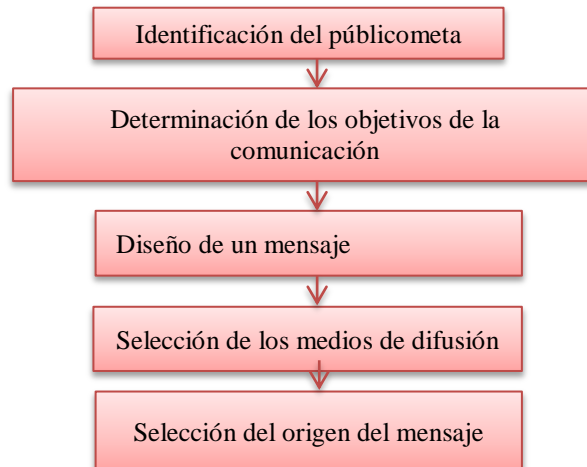 Identificación del públicometa
Determinación de los objetivos de la
comunicación
Diseño de un mensaje
Selección de los medios de difusión
Selección del origen del mensaje